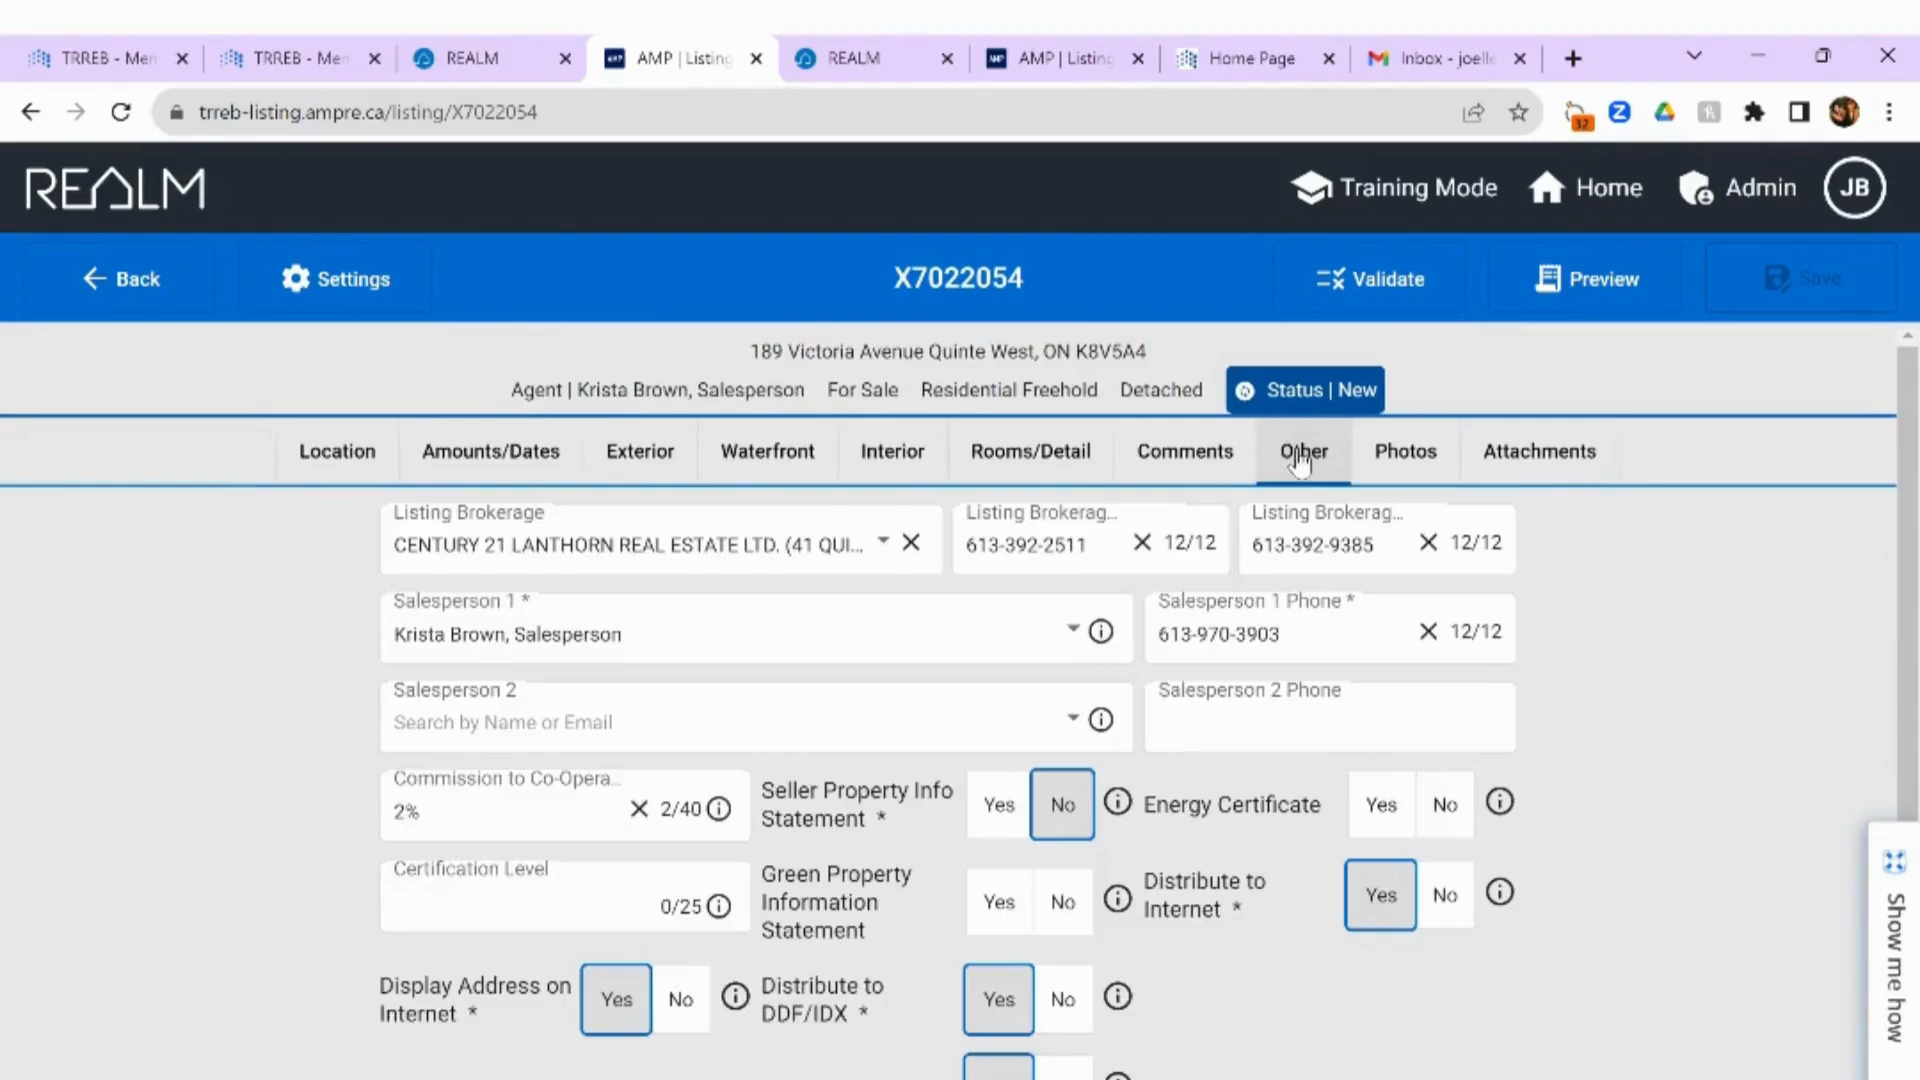 TRREB - Men
TRREB - Men
REALM
AMP | Listing
REALM
AMP | Listing
Home Page
Inbox - joelle
trreb-listing.ampre.ca/listing/X7022054
32
REALM
Training Mode
Home
Admin
JB
Back
Settings
X7022054
Validate
Preview
Save
189 Victoria Avenue Quinte West, ON K8V5A4
Agent | Krista Brown, Salesperson For Sale Residential Freehold Detached Status | New
Location Amounts/Dates Exterior Waterfront Interior Rooms/Detail Comments Other Photos Attachments
Listing Brokerage
CENTURY 21 LANTHORN REAL ESTATE LTD. (41 QUI...
Listing Brokerag...
613-392-2511 12/12
Listing Brokerag...
613-392-9385 12/12
Salesperson 1 *
Krista Brown, Salesperson
Salesperson 1 Phone *
613-970-3903 12/12
Salesperson 2
Search by Name or Email
Salesperson 2 Phone
Commission to Co-Opera...
2% 2/40
Seller Property Info
Statement *
Yes No
Energy Certificate
Yes No
Certification Level
0/25
Green Property
Information
Statement
Yes No
Distribute to
Internet *
Yes No
Display Address on
Internet *
Yes No
Distribute to
DDF/IDX *
Yes No
Show me how